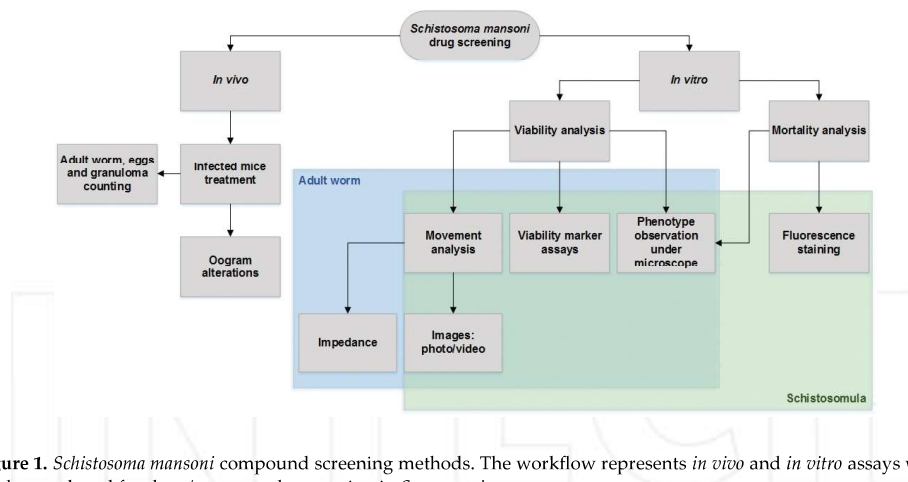 Schistosoma mansoni
drug screening
In vivo
In vitro
Viability analysis
Mortality analysis
Adult worm, eggs
and granuloma
counting
Infected mice
treatment
Adult worm
Movement
analysis
Viability marker
assays
Phenotype
observation
under
microscope
Fluorescence
staining
Oogram
alterations
Impedance
Images:
photo/video
Schistosomula
gure 1. Schistosoma mansoni compound screening methods. The workflow represents in vivo and in vitro assays